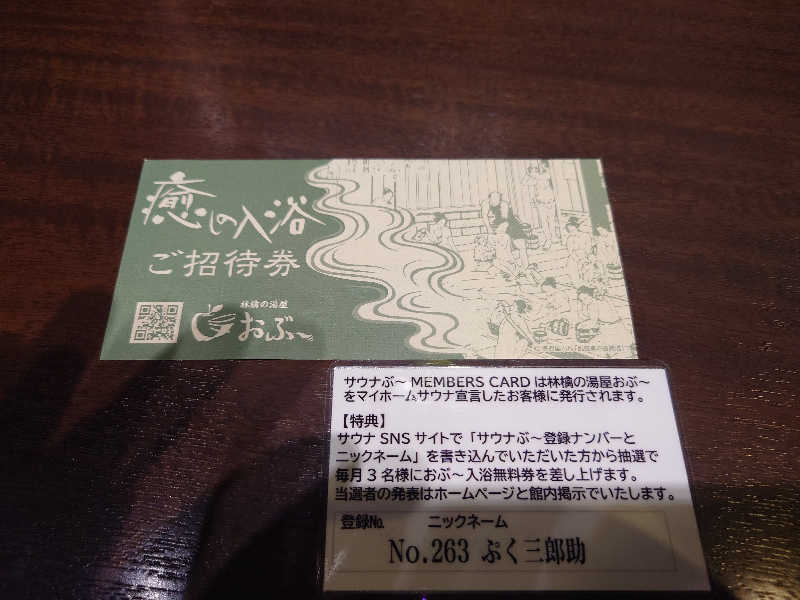 癒しの入浴
ご招待券
林檎の湯屋
おぶ～
サウナぶ～ MEMBERS CARD は林檎の湯屋おぶ～
をマイホームサウナ宣言したお客様に発行されます。
【特典】
サウナ SNS サイトで「サウナぶ～登録ナンバーと
ニックネーム」を書き込んでいただいた方から抽選で
毎月３名様におぶ～入浴無料券を差し上げます。
当選者の発表はホームページと館内掲示でいたします。
登録No. ニックネーム
No.263 ぷく三郎助